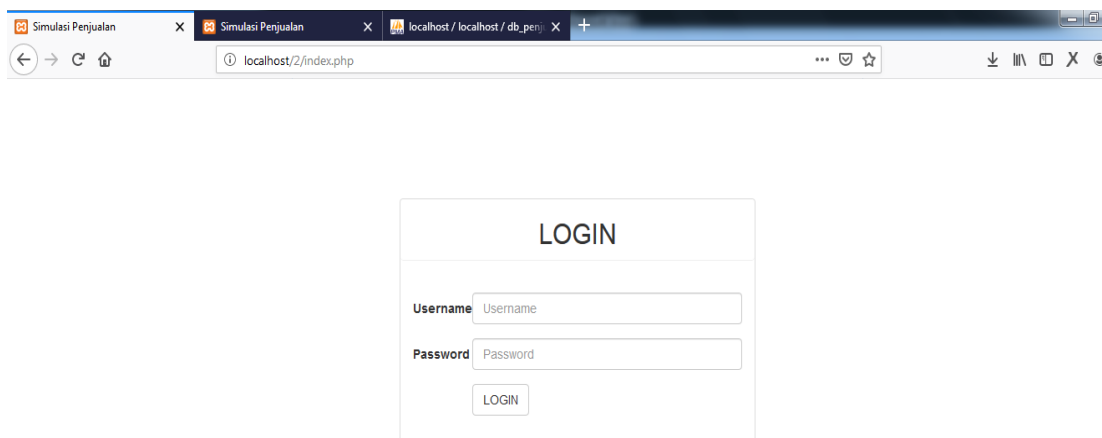 Simulasi Penjualan
Simulasi Penjualan
localhost / localhost / db_penj
localhost/2/index.php
LOGIN
Username Username
Password Password
LOGIN